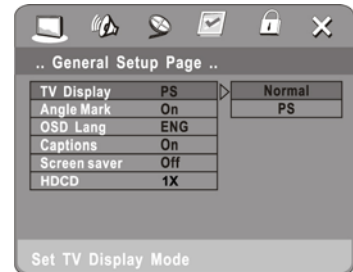 .. General Setup Page ..
TV Display PS Normal
Angle Mark On PS
OSD Lang ENG
Captions On
Screen saver Off
HDCD 1X
Set TV Display Mode